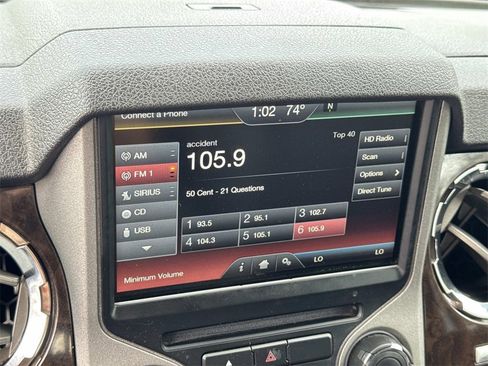 Connect a Phone 1:02 74° N
accident Top 40
105.9
50 Cent - 21 Questions
AM
FM 1
SIRIUS
CD
USB
HD Radio
Scan
Options >
Direct Tune
1 93.5 2 95.1 3 102.7
4 104.3 5 105.1 6 105.9
Minimum Volume i LO LO